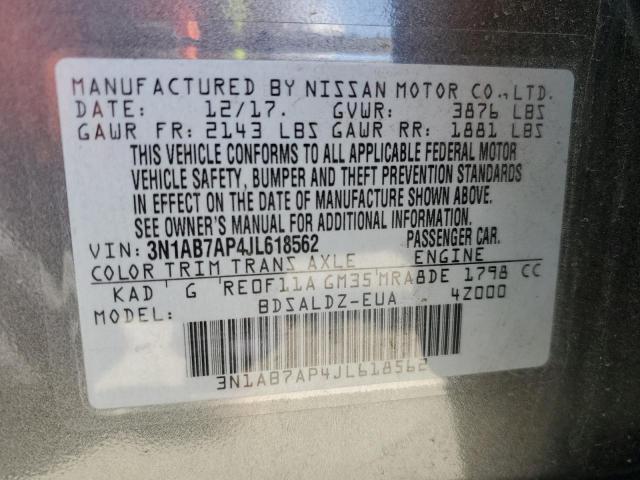 MANUFACTURED BY NISSAN MOTOR CO., LTD.
DATE: 12/17. GVWR: 3876 LBS
GAWR FR: 2143 LBS GAWR RR: 1881 LBS
THIS VEHICLE CONFORMS TO ALL APPLICABLE FEDERAL MOTOR
VEHICLE SAFETY, BUMPER AND THEFT PREVENTION STANDARDS
IN EFFECT ON THE DATE OF MANUFACTURE SHOWN ABOVE.
SEE OWNER'S MANUAL FOR ADDITIONAL INFORMATION.
VIN: 3N1AB7AP4JL618562 PASSENGER CAR.
COLOR TRIM TRANS AXLE ENGINE
KAD G RE0F11A GM35 MRA8DE 1798 CC
MODEL: BDSALDZ-EUA 4Z000
3N1AB7AP4JL618562